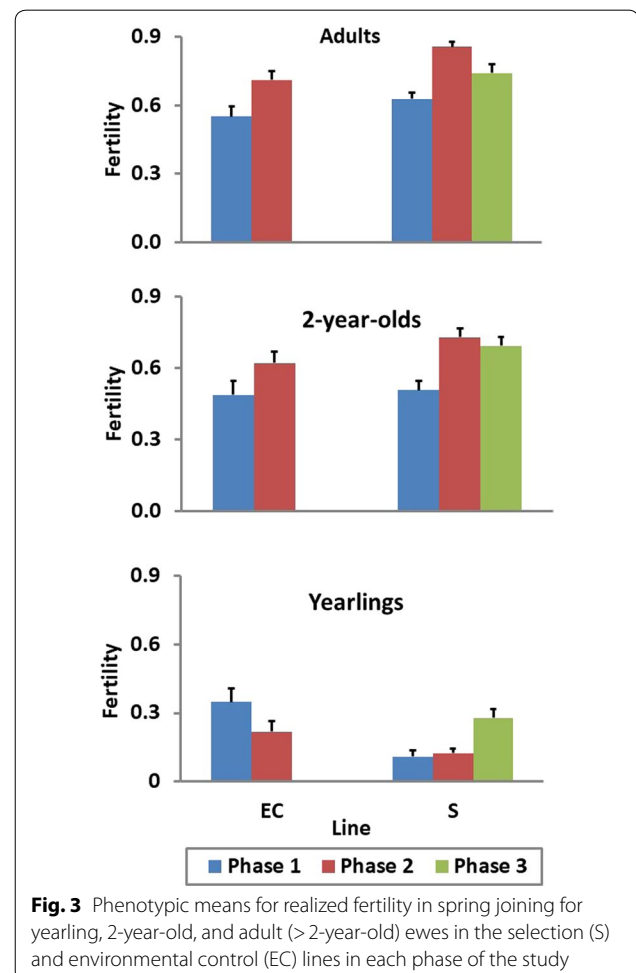 Adults
0.9
0.6
0.3
0.0
Fertility
2-year-olds
0.9
0.6
0.3
0.0
Fertility
Yearlings
0.9
0.6
0.3
0
Fertility
EC S
Line
Phase 1 Phase 2 Phase 3
Fig. 3 Phenotypic means for realized fertility in spring joining for
yearling, 2-year-old, and adult (> 2-year-old) ewes in the selection (S)
and environmental control (EC) lines in each phase of the study